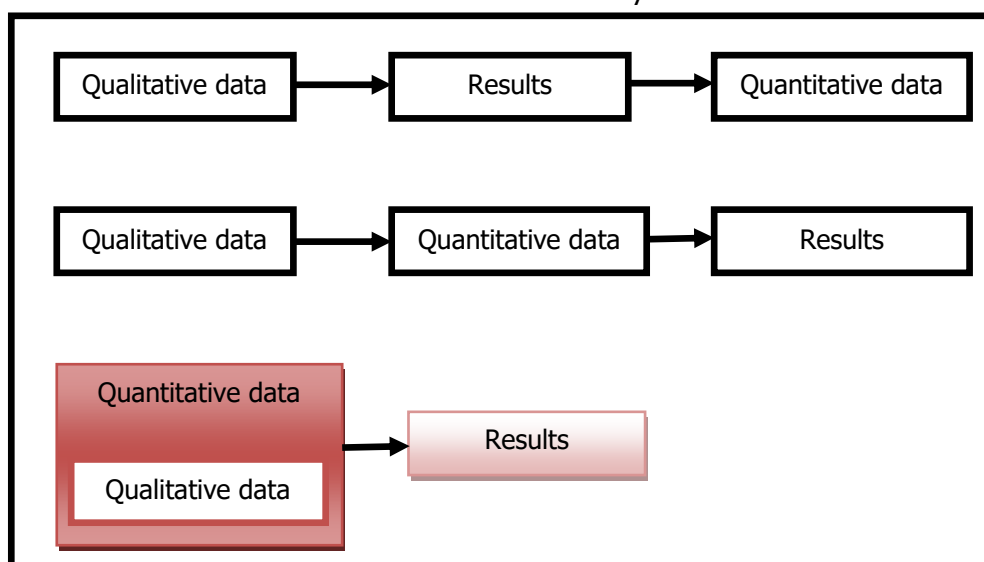 Qualitative data Results Quantitative data
Qualitative data Quantitative data Results
Quantitative data
Results
Qualitative data